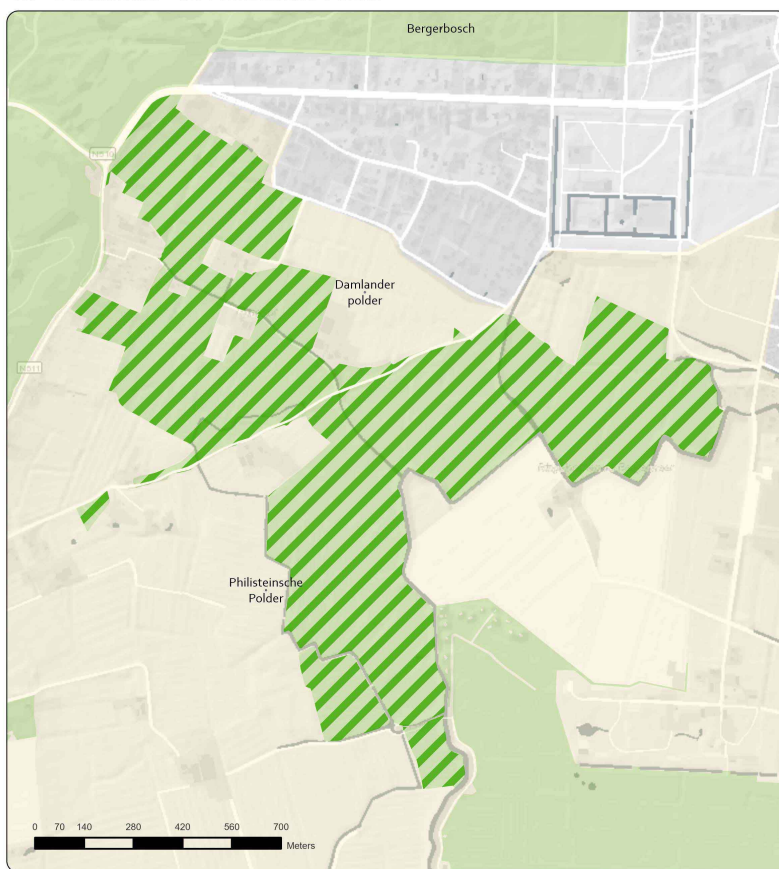 Bergerbosch
N510
Damlander
polder
N511
Philisteinsche
Polder
0 70 140 280 420 560 700
Meters